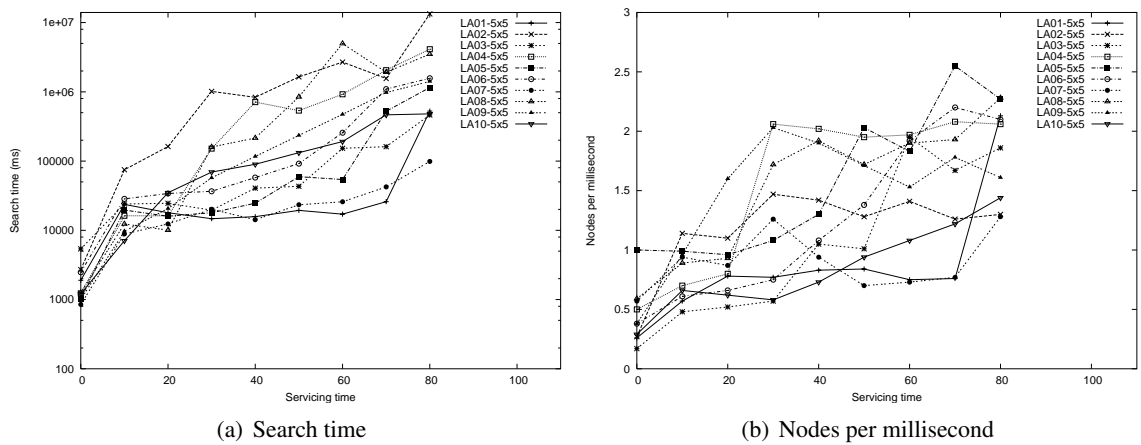 1e+07
1e+06
100000
10000
1000
100
0
20
40
60
80
100
Search time (ms)
Servicing time
LA01-5x5
LA02-5x5
LA03-5x5
LA04-5x5
LA05-5x5
LA06-5x5
LA07-5x5
LA08-5x5
LA09-5x5
LA10-5x5
(a) Search time
3
2.5
2
1.5
1
0.5
0
0
20
40
60
80
100
Nodes per millisecond
Servicing time
LA01-5x5
LA02-5x5
LA03-5x5
LA04-5x5
LA05-5x5
LA06-5x5
LA07-5x5
LA08-5x5
LA09-5x5
LA10-5x5
(b) Nodes per millisecond